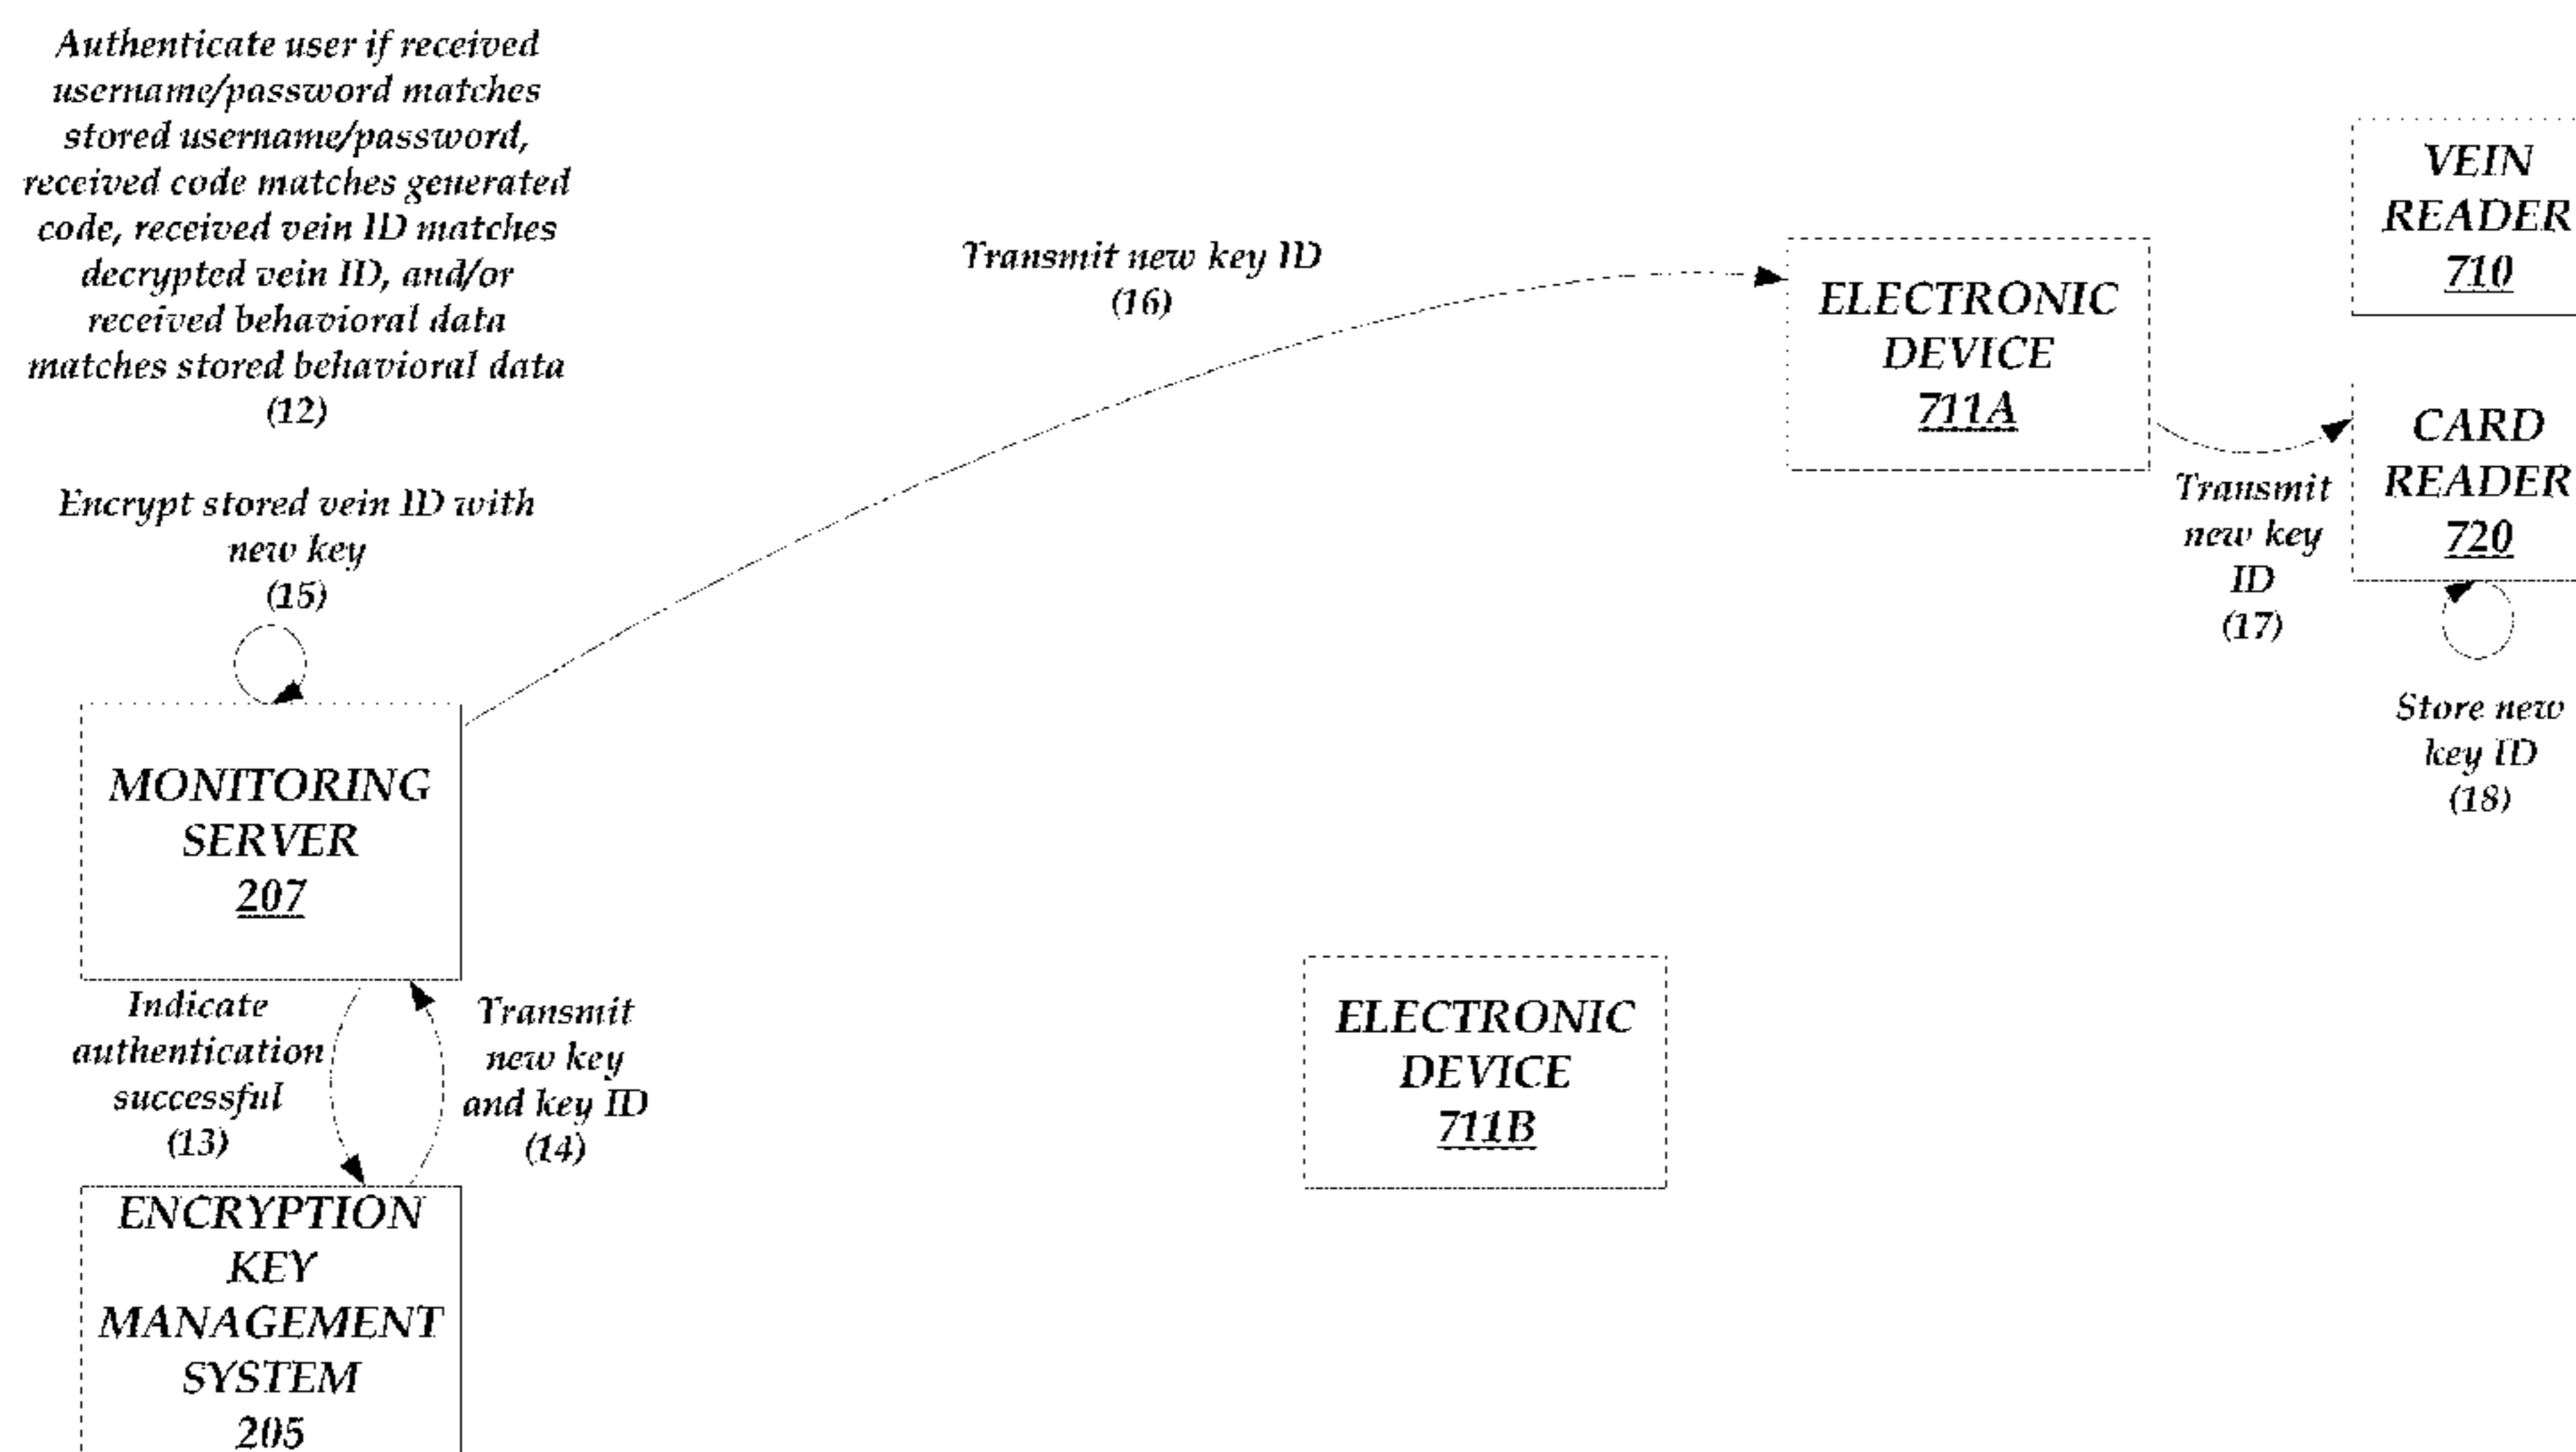 Authenticate user if received
username/password matches
stored username/password,
received code matches generated
code, received vein ID matches
decrypted vein ID, and/or
received behavioral data
matches stored behavioral data
(12)
Encrypt stored vein ID with
new key
(15)
MONITORING
SERVER
207
Indicate
authentication
successful
(13)
Transmit
new key
and key ID
(14)
ENCRYPTION
KEY
MANAGEMENT
SYSTEM
205
Transmit new key ID
(16)
ELECTRONIC
DEVICE
711A
ELECTRONIC
DEVICE
711B
Transmit
new key
ID
(17)
VEIN
READER
710
CARD
READER
720
Store new
key ID
(18)